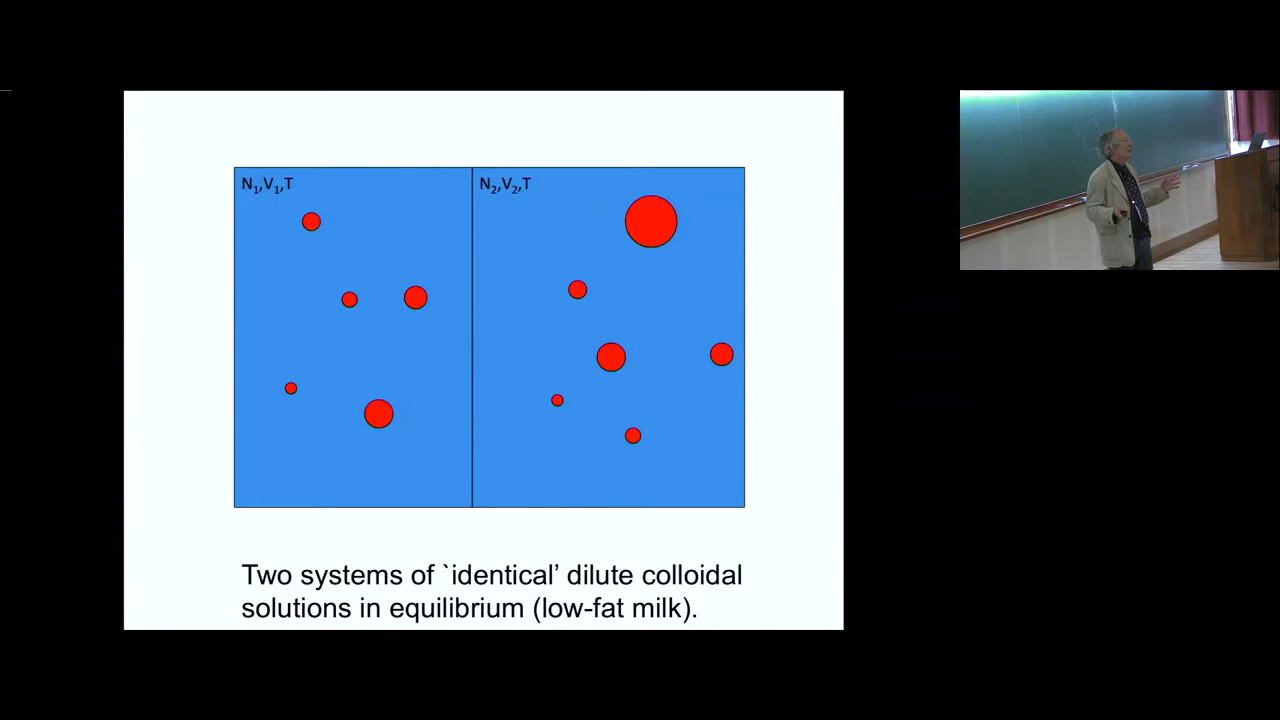 N₁,V₁,T
N₂,V₂,T
Two systems of `identical’ dilute colloidal
solutions in equilibrium (low-fat milk).